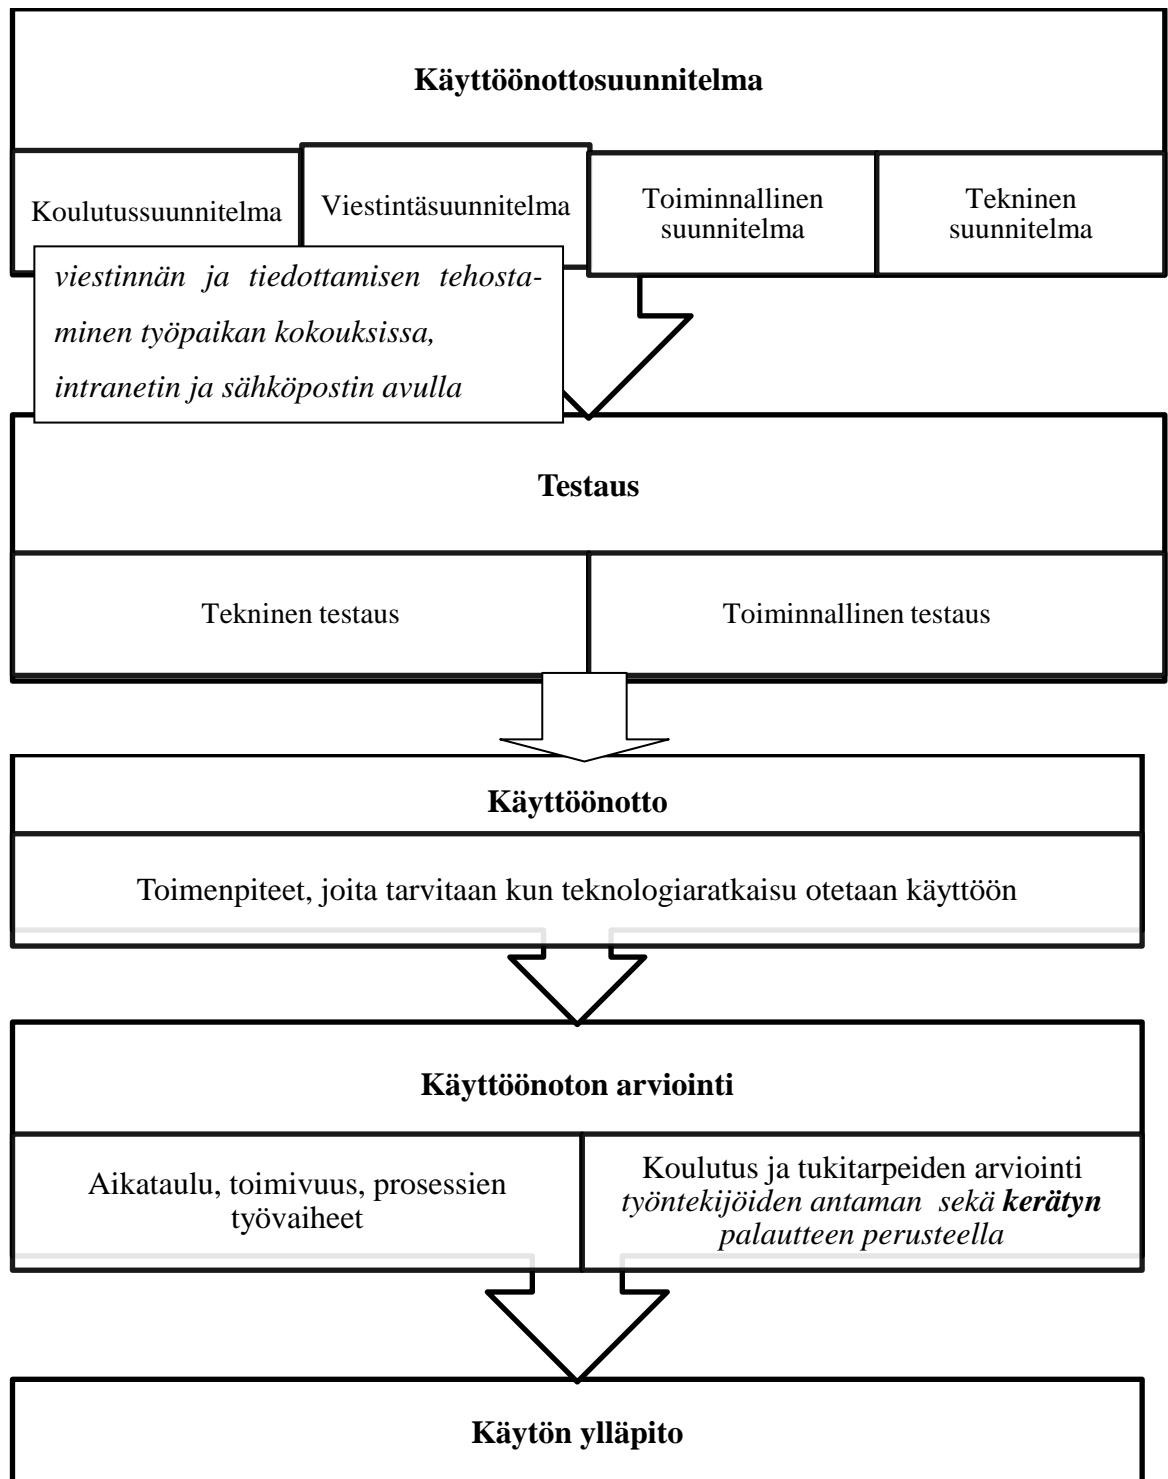 Käyttöönottosuunnitelma
Koulutussuunnitelma
Viestintäsuunnitelma
Toiminnallinen
suunnitelma
Tekninen
suunnitelma
viestinnän ja tiedottamisen tehosta-
minen työpaikan kokouksissa,
intranetin ja sähköpostin avulla
Testaus
Tekninen testaus
Toiminnallinen testaus
Käyttöönotto
Toimenpiteet, joita tarvitaan kun teknologiaratkaisu otetaan käyttöön
Käyttöönoton arviointi
Aikataulu, toimivuus, prosessien
työvaiheet
Koulutus ja tukitarpeiden arviointi
työntekijöiden antaman sekä kerätyn
palautteen perusteella
Käytön ylläpito